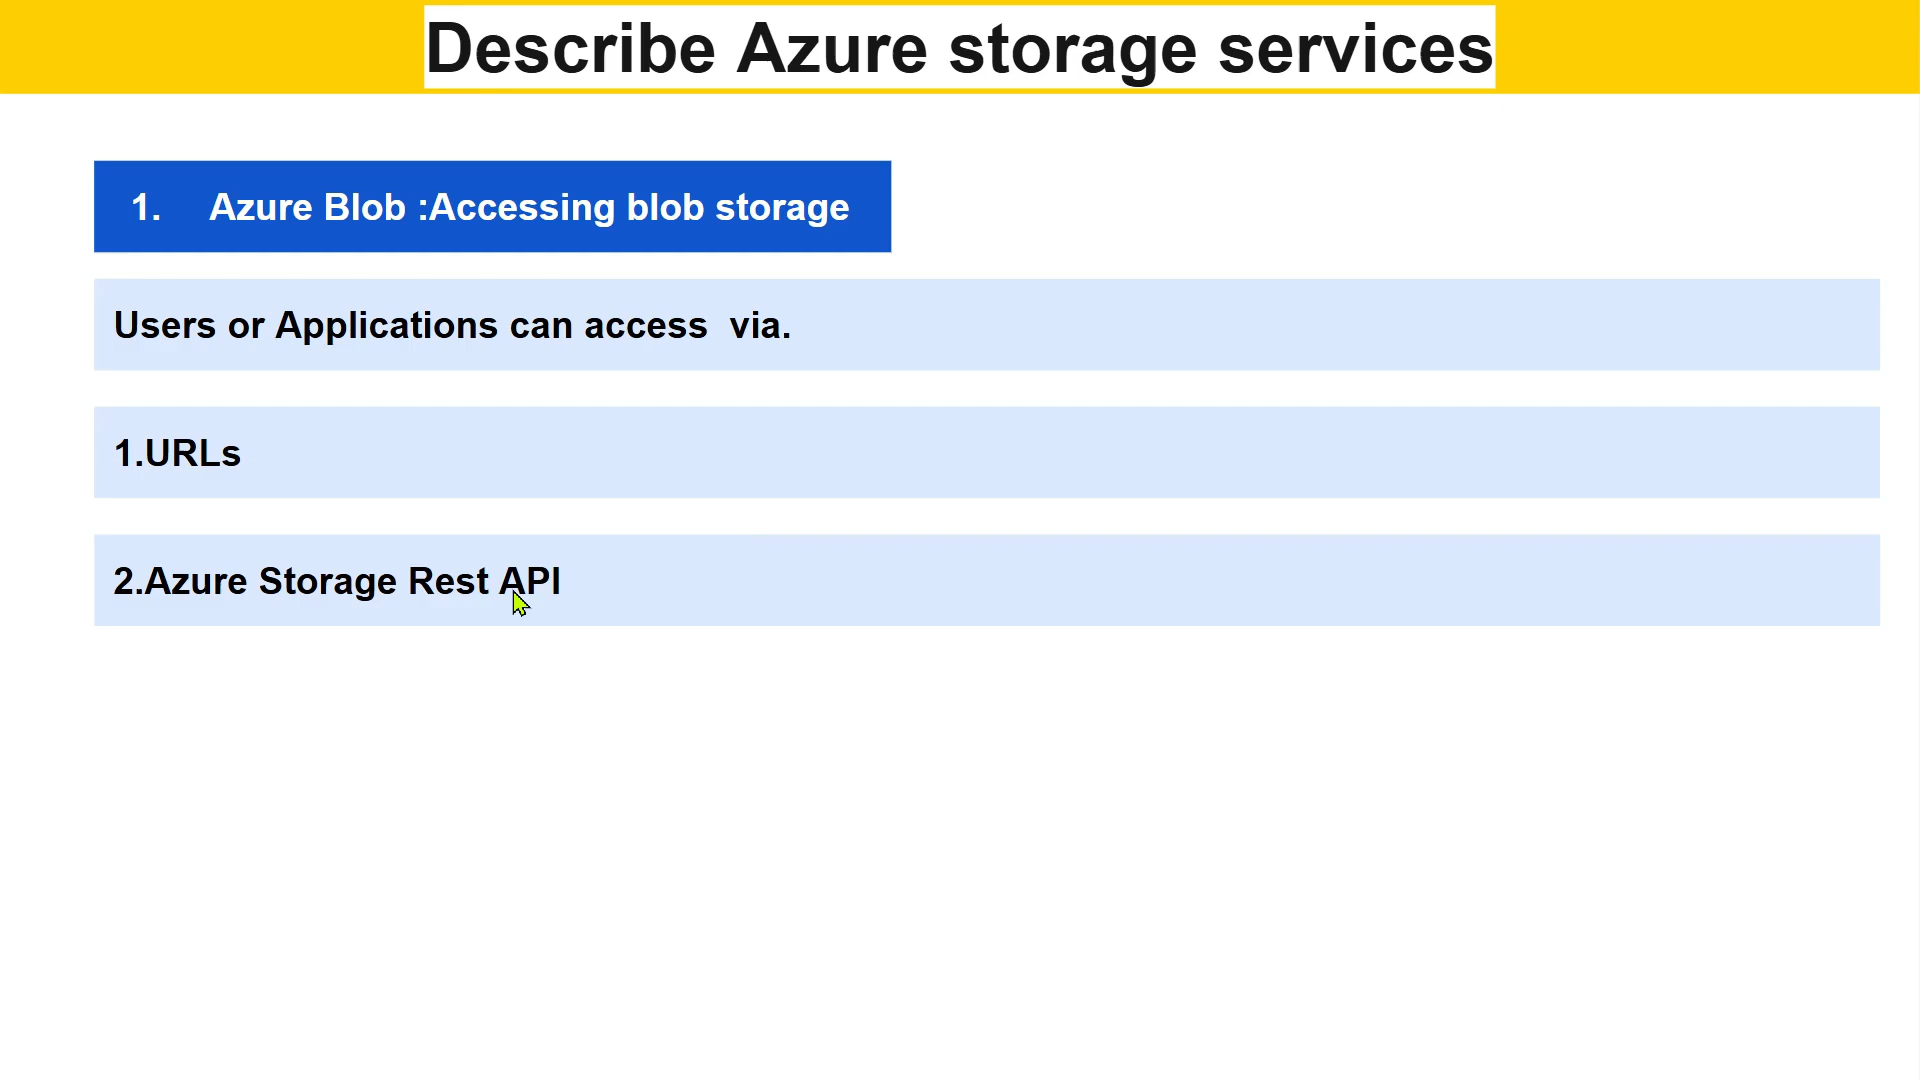 Describe Azure storage services
1. Azure Blob :Accessing blob storage
Users or Applications can access via.
1.URLs
2.Azure Storage Rest API